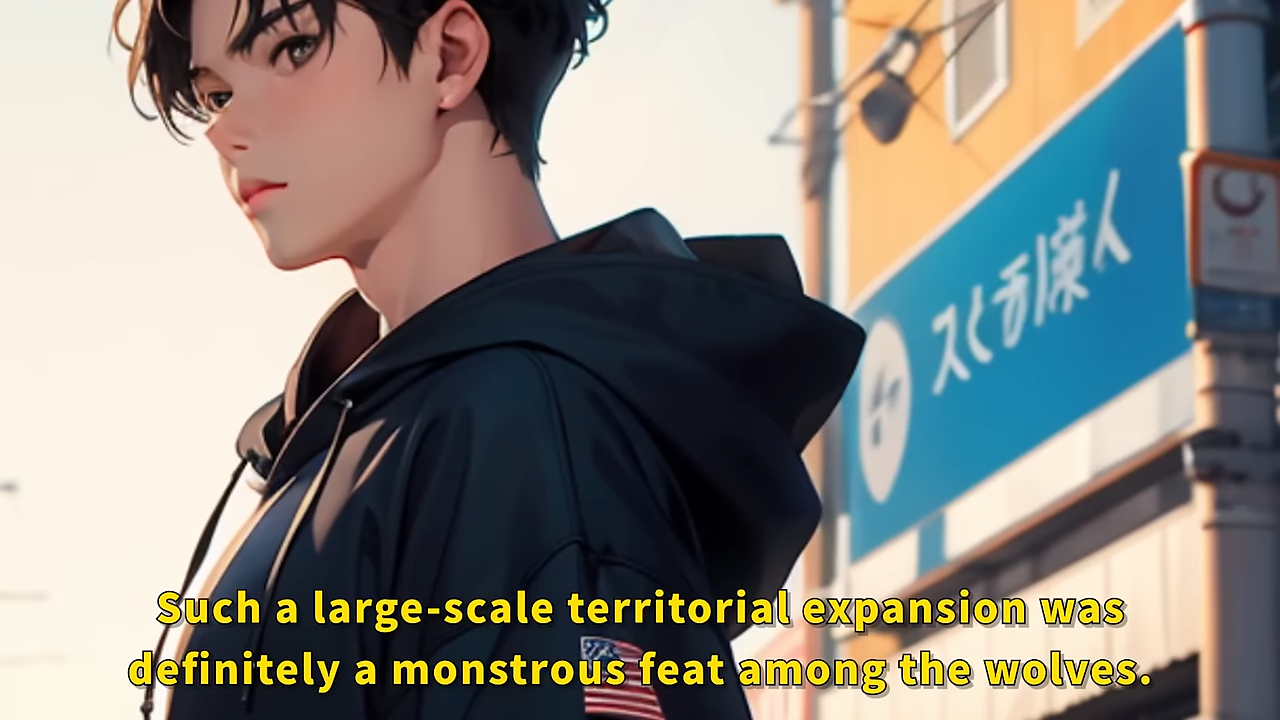 Such a large-scale territorial expansion was
definitely a monstrous feat among the wolves.